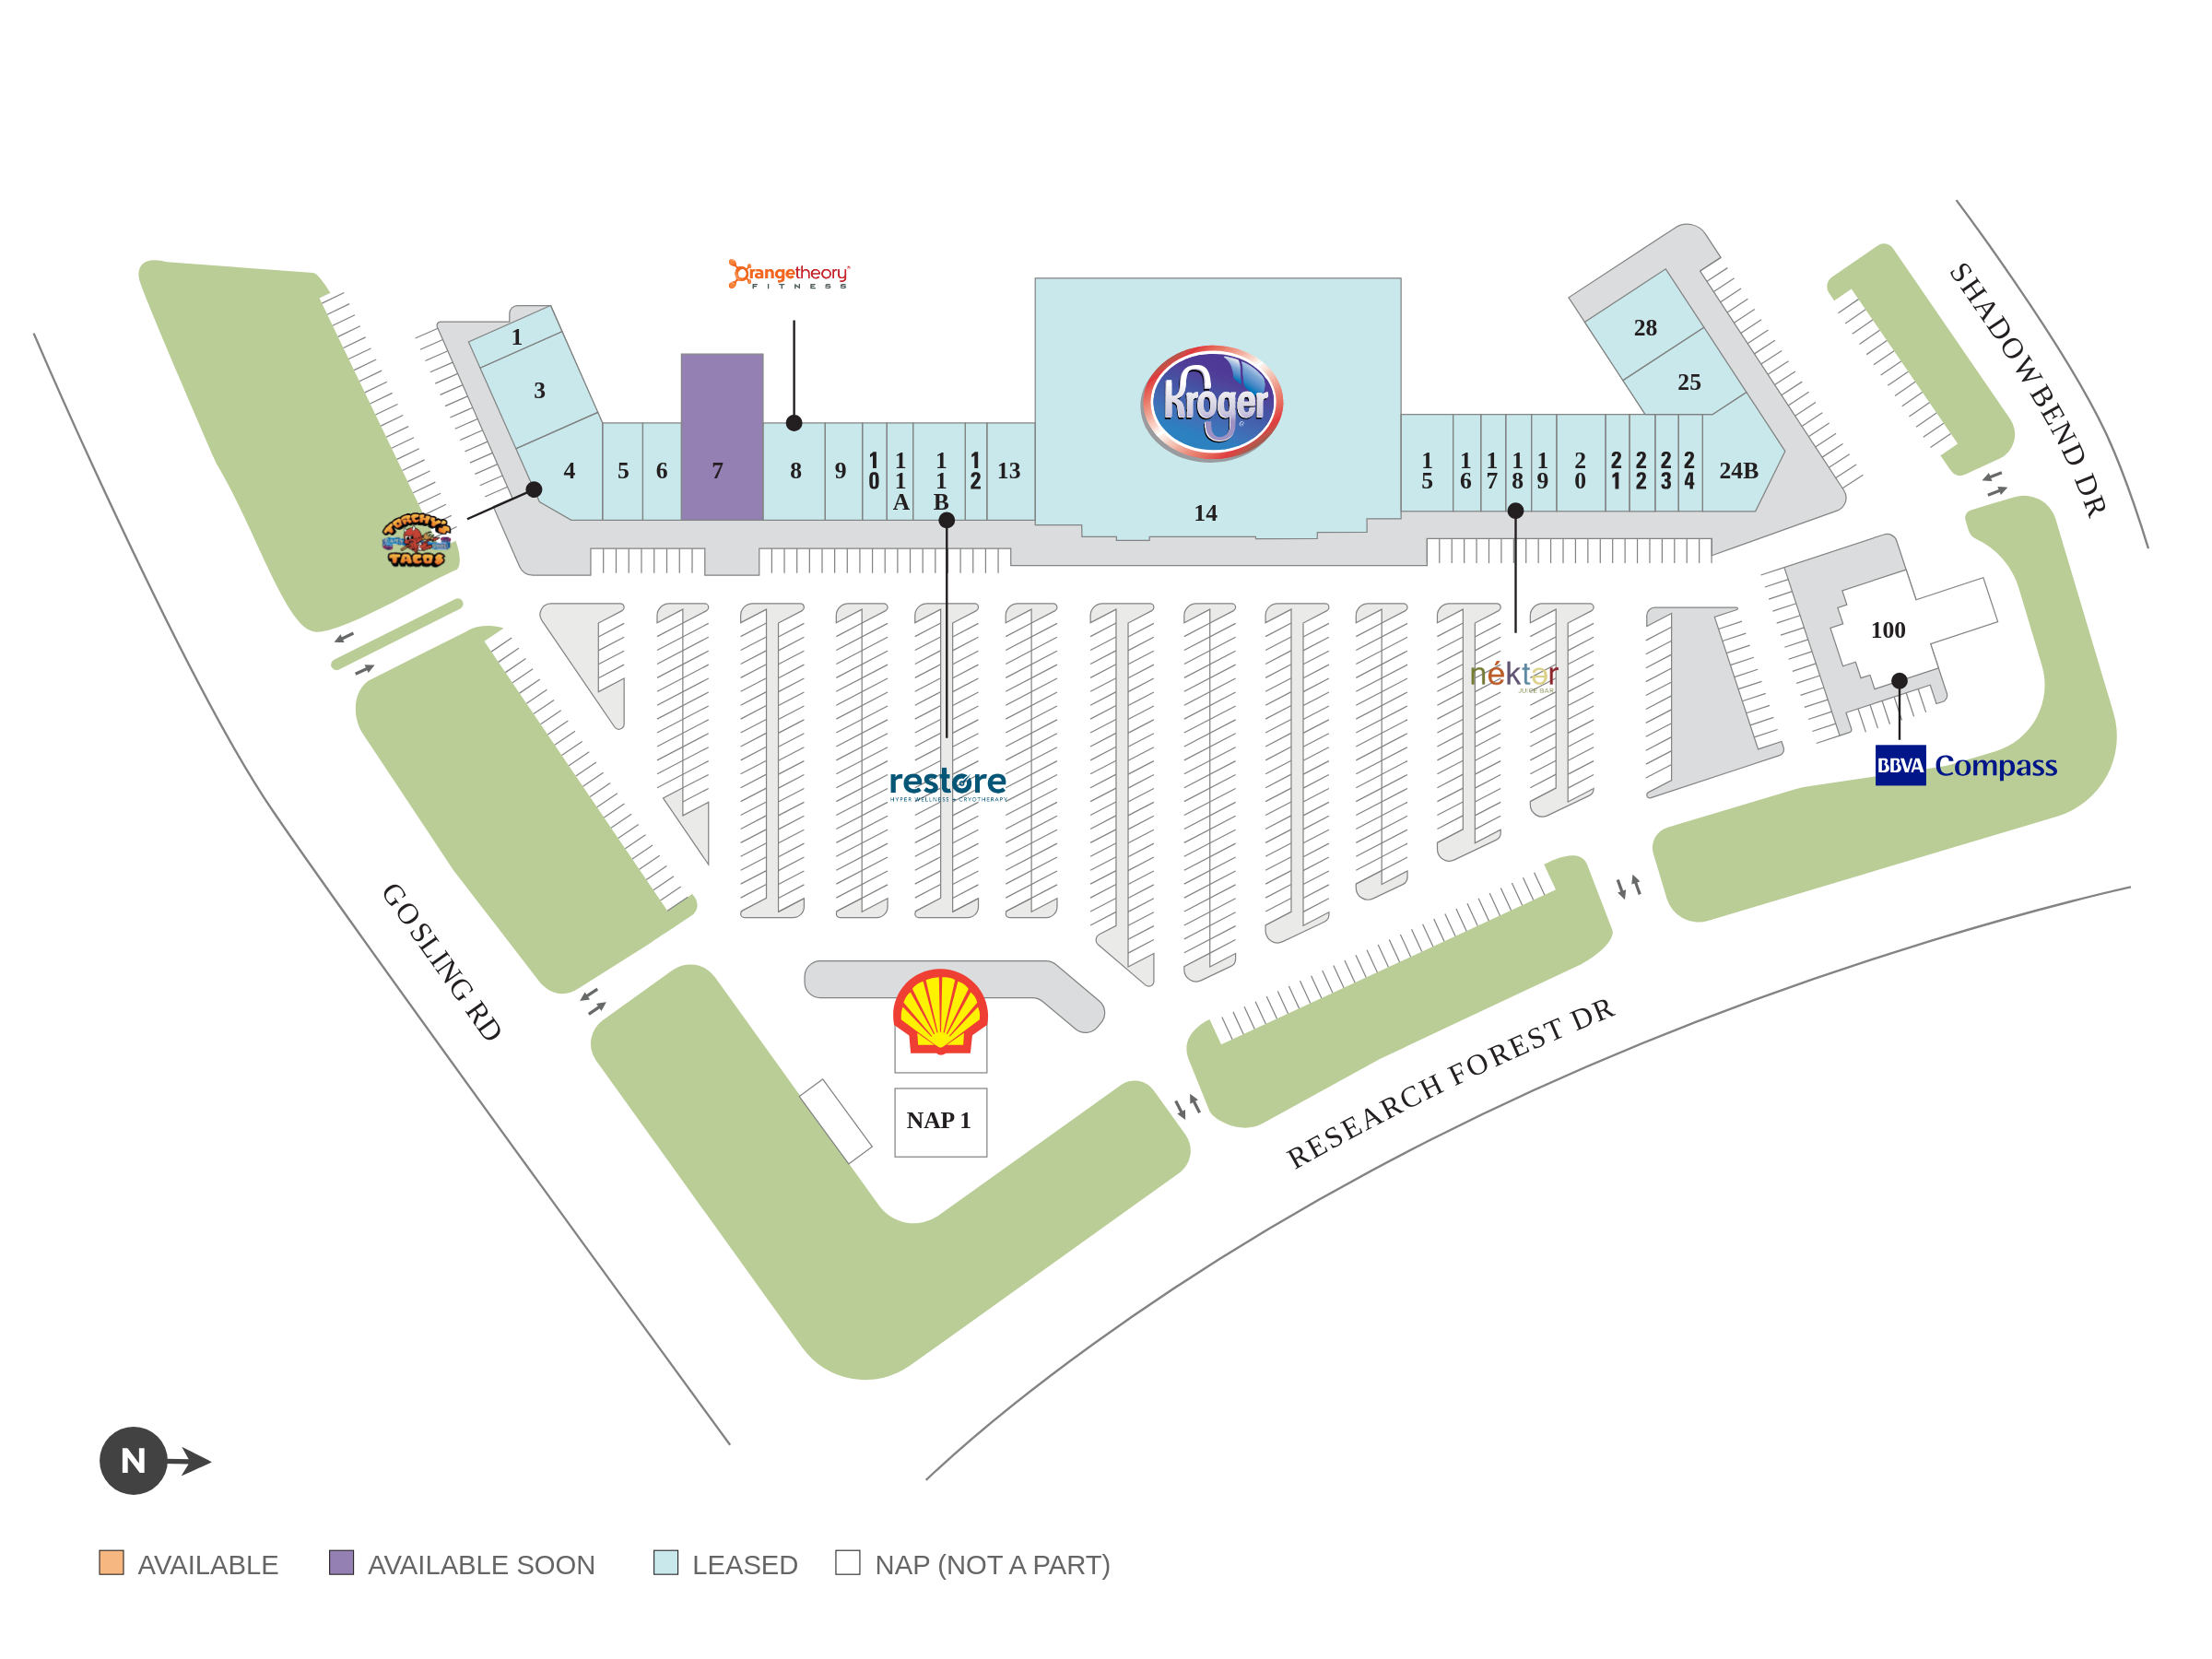 SHADOWBEND DR
Orangetheory
FITNESS
1
3
4
5
6
7
8
9
10
11A
11B
12
13
Kroger
14
15
16
17
18
19
20
21
22
23
24
24B
25
28
TORCHY'S
TACOS
100
néktar
JUICE BAR
BBVA Compass
restore
HYPER WELLNESS + CRYOTHERAPY
GOSLING RD
NAP 1
RESEARCH FOREST DR
N
AVAILABLE
AVAILABLE SOON
LEASED
NAP (NOT A PART)